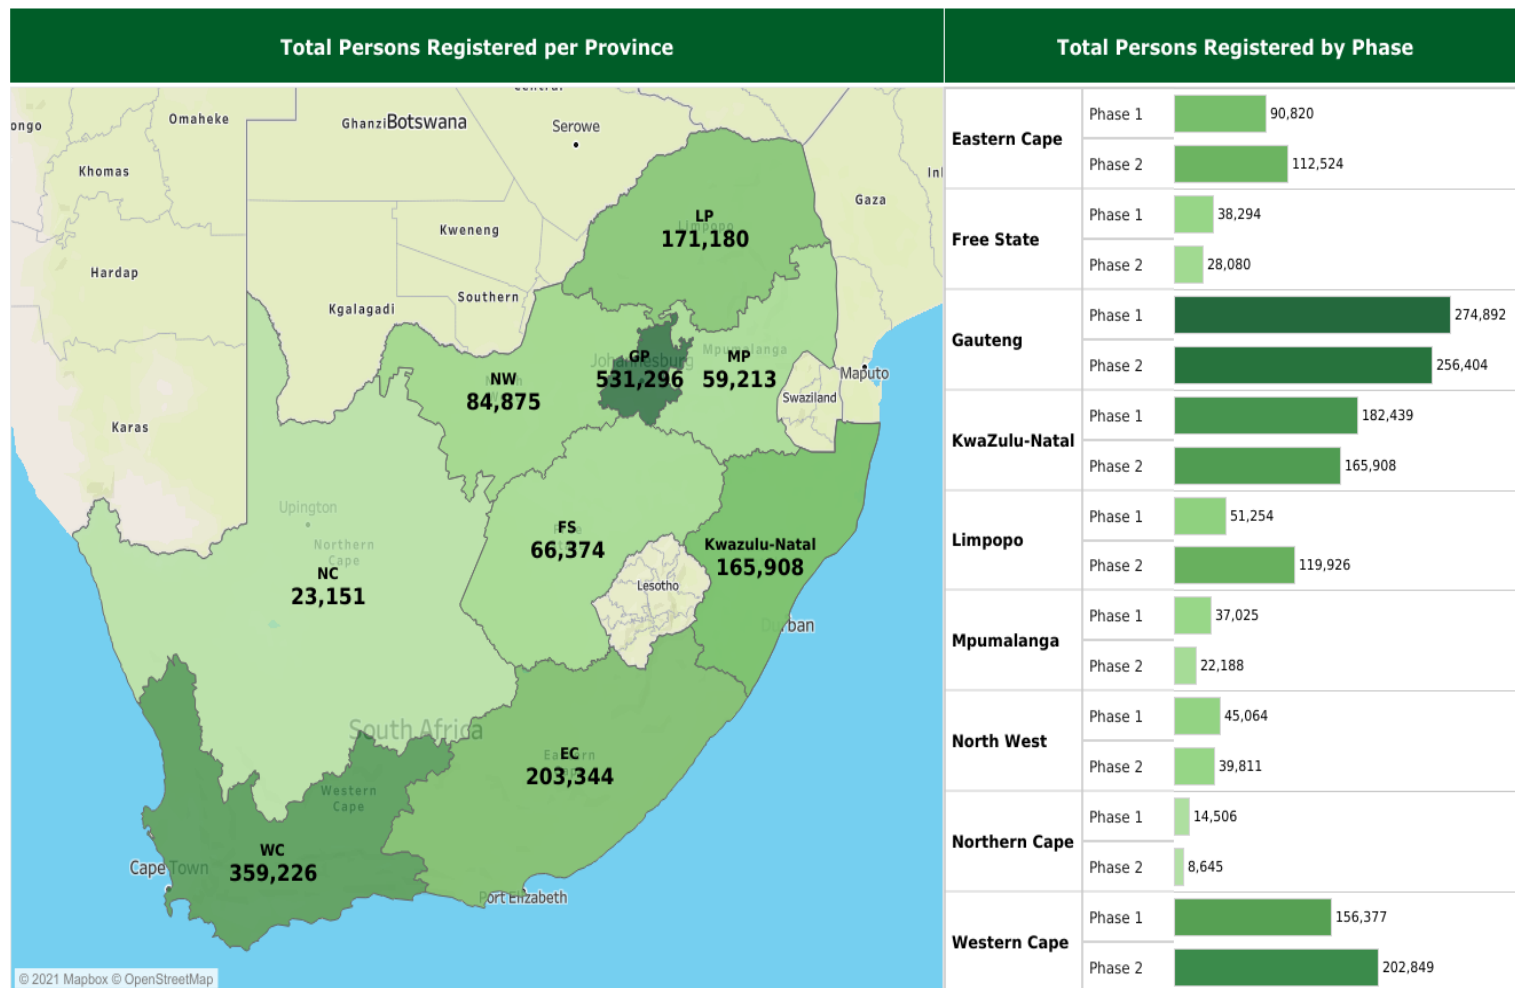 Total Persons Registered per Province
Total Persons Registered by Phase
Omaheke
Ghanzi
Botswana
Serowe
Khomas
Gaza
Kweneng
Hardap
Southern
Kgalagadi
Karas
LP
Limpopo
171,180
GP
Johannesburg
531,296
MP
Mpumalanga
59,213
NW
84,875
Maputo
Swaziland
Upington
Northern
Cape
NC
23,151
FS
66,374
Kwazulu-Natal
165,908
Lesotho
South Africa
EC
Eastern
203,344
Western
Cape
WC
359,226
Cape Town
Port Elizabeth
© 2021 Mapbox © OpenStreetMap
Eastern Cape
Phase 1
90,820
Phase 2
112,524
Free State
Phase 1
38,294
Phase 2
28,080
Gauteng
Phase 1
274,892
Phase 2
256,404
KwaZulu-Natal
Phase 1
182,439
Phase 2
165,908
Limpopo
Phase 1
51,254
Phase 2
119,926
Mpumalanga
Phase 1
37,025
Phase 2
22,188
North West
Phase 1
45,064
Phase 2
39,811
Northern Cape
Phase 1
14,506
Phase 2
8,645
Western Cape
Phase 1
156,377
Phase 2
202,849